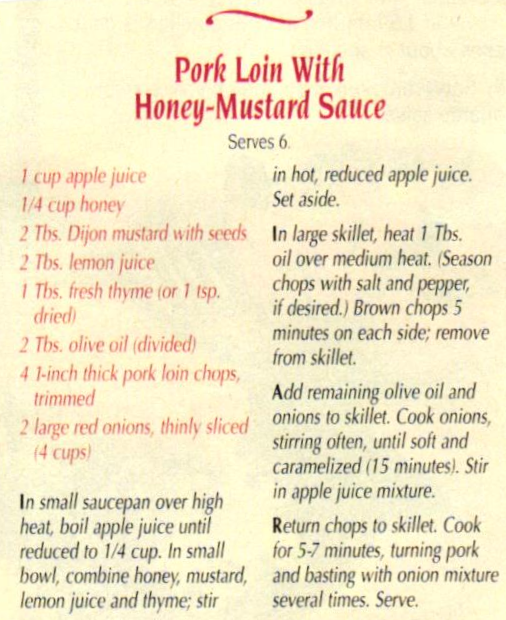 Pork Loin With
Honey-Mustard Sauce
Serves 6.
1 cup apple juice
1/4 cup honey
2 Tbs. Dijon mustard with seeds
2 Tbs. lemon juice
1 Tbs. fresh thyme (or 1 tsp.
dried)
2 Tbs. olive oil (divided)
4 1-inch thick pork loin chops,
trimmed
2 large red onions, thinly sliced
(4 cups)
In small saucepan over high
heat, boil apple juice until
reduced to 1/4 cup. In small
bowl, combine honey, mustard,
lemon juice and thyme; stir
in hot, reduced apple juice.
Set aside.
In large skillet, heat 1 Tbs.
oil over medium heat. (Season
chops with salt and pepper,
if desired.) Brown chops 5
minutes on each side; remove
from skillet.
Add remaining olive oil and
onions to skillet. Cook onions,
stirring often, until soft and
caramelized (15 minutes). Stir
in apple juice mixture.
Return chops to skillet. Cook
for 5-7 minutes, turning pork
and basting with onion mixture
several times. Serve.